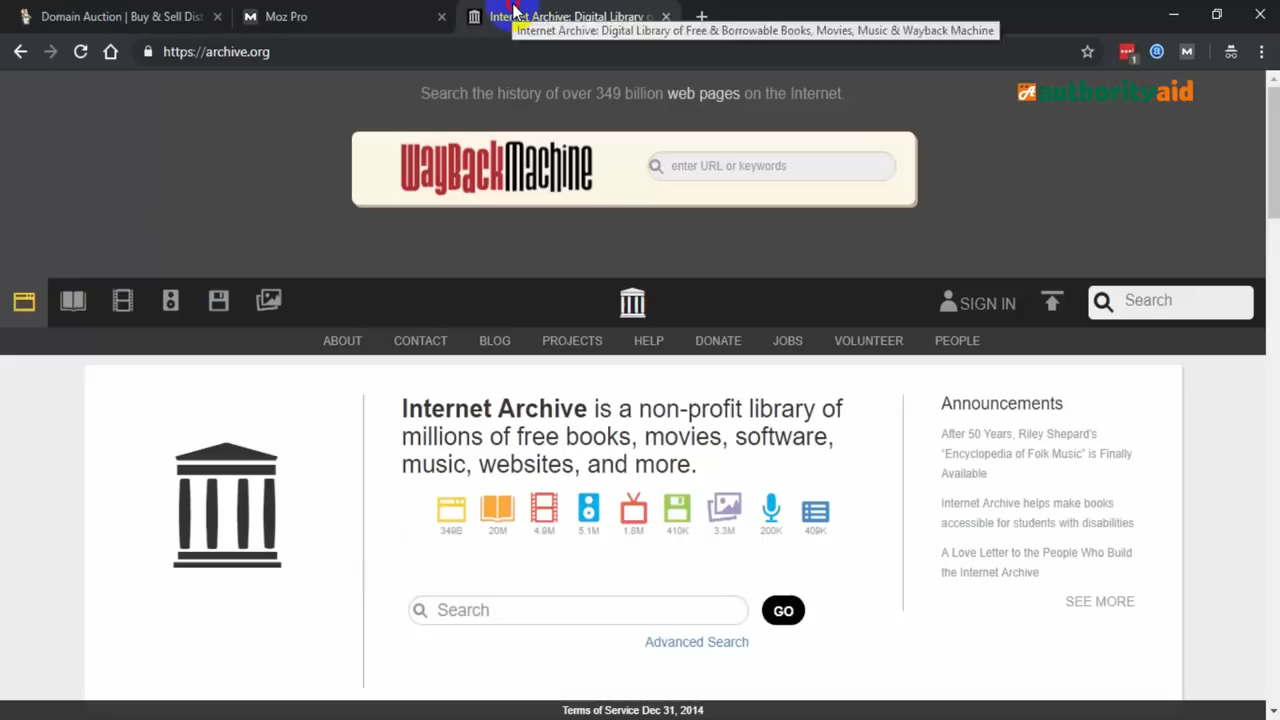 Domain Auction | Buy & Sell Dist
Moz Pro
Internet Archive: Digital Library o
Internet Archive: Digital Library of Free & Borrowable Books, Movies, Music & Wayback Machine
https://archive.org
1
Search the history of over 349 billion web pages on the Internet.
authorityaid
WayBackMachine
enter URL or keywords
SIGN IN
Search
ABOUT
CONTACT
BLOG
PROJECTS
HELP
DONATE
JOBS
VOLUNTEER
PEOPLE
Internet Archive is a non-profit library of
millions of free books, movies, software,
music, websites, and more.
349B
20M
4.9M
5.1M
1.8M
410K
3.3M
200K
409K
Search
GO
Advanced Search
Announcements
After 50 Years, Riley Shepard's
“Encyclopedia of Folk Music” is Finally
Available
Internet Archive helps make books
accessible for students with disabilities
A Love Letter to the People Who Build
the Internet Archive
SEE MORE
Terms of Service Dec 31, 2014